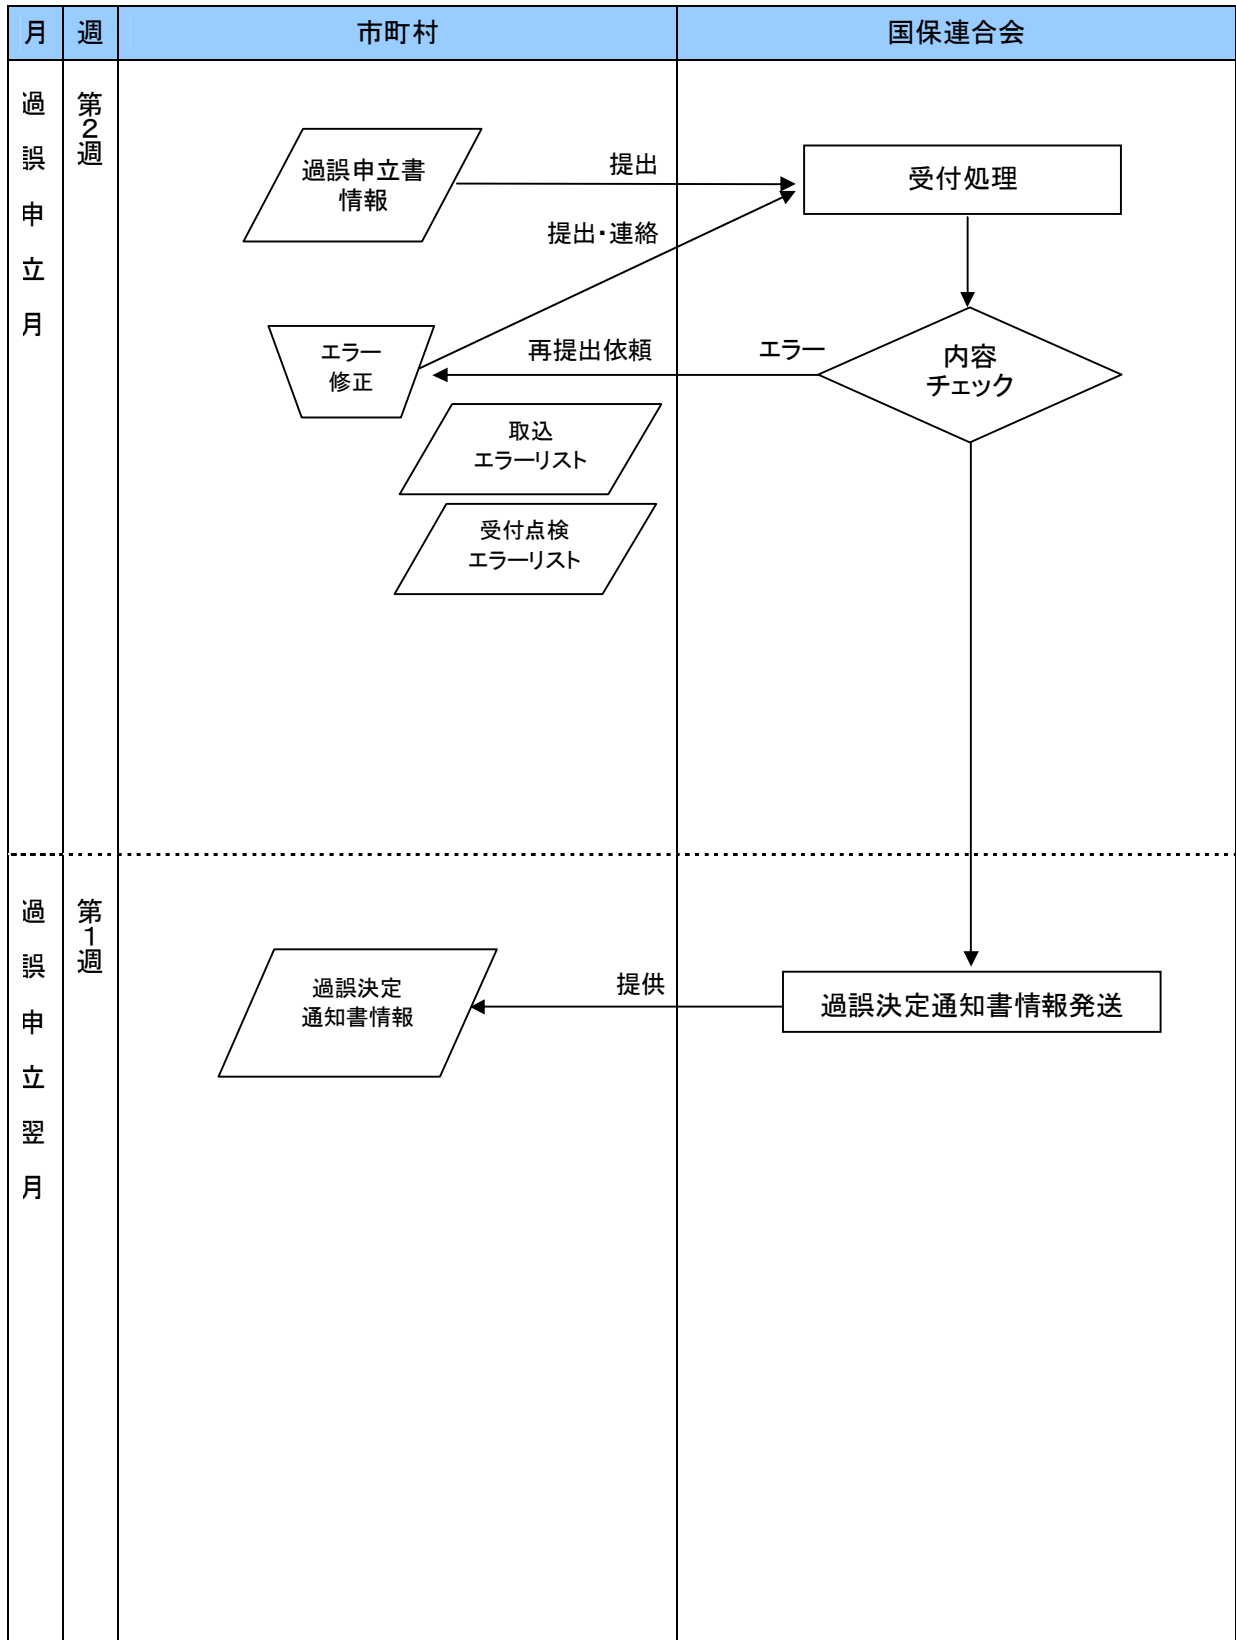 月 週 市町村 国保連合会
過誤申立月
第2週
過誤申立書
情報
提出
受付処理
提出・連絡
エラー
修正
再提出依頼
エラー
内容
チェック
取込
エラーリスト
受付点検
エラーリスト
過誤申立翌月
第1週
過誤決定
通知書情報
提供
過誤決定通知書情報発送